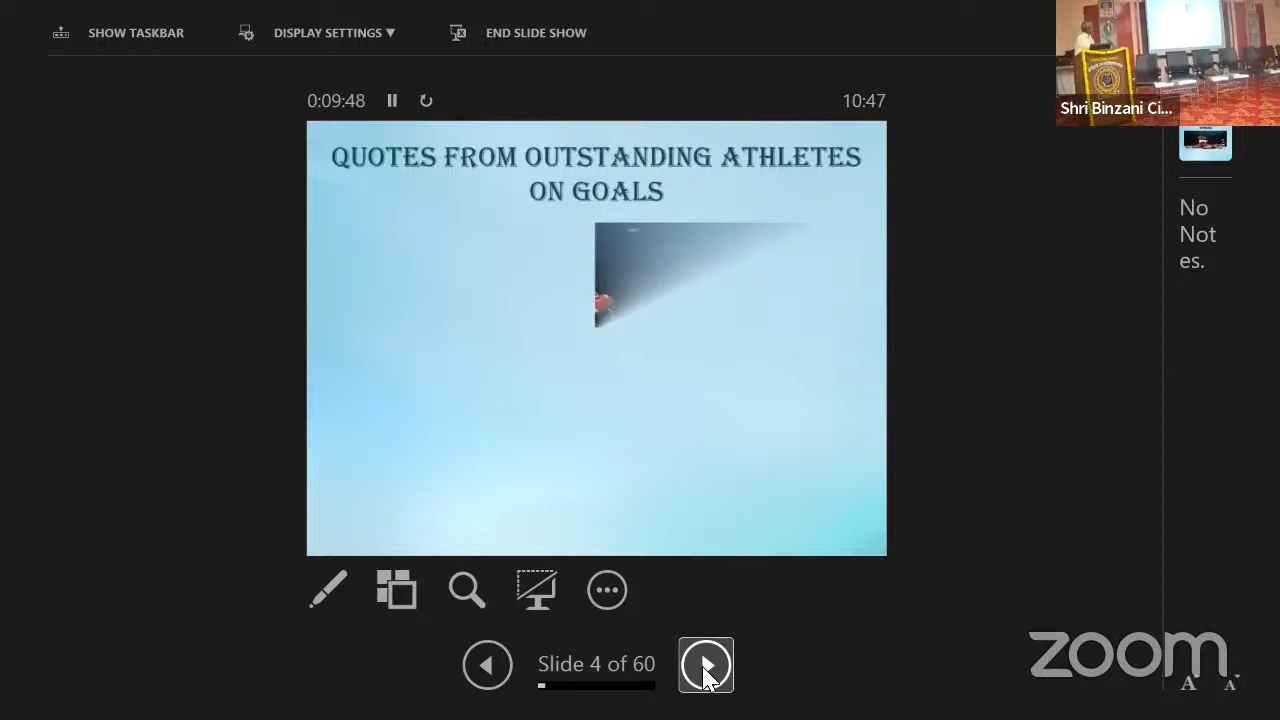 SHOW TASKBAR
DISPLAY SETTINGS ▼
END SLIDE SHOW
Shri Binzani Ci...
0:09:48
10:47
QUOTES FROM OUTSTANDING ATHLETES
ON GOALS
No
Not
es.
Slide 4 of 60
zoom
A A